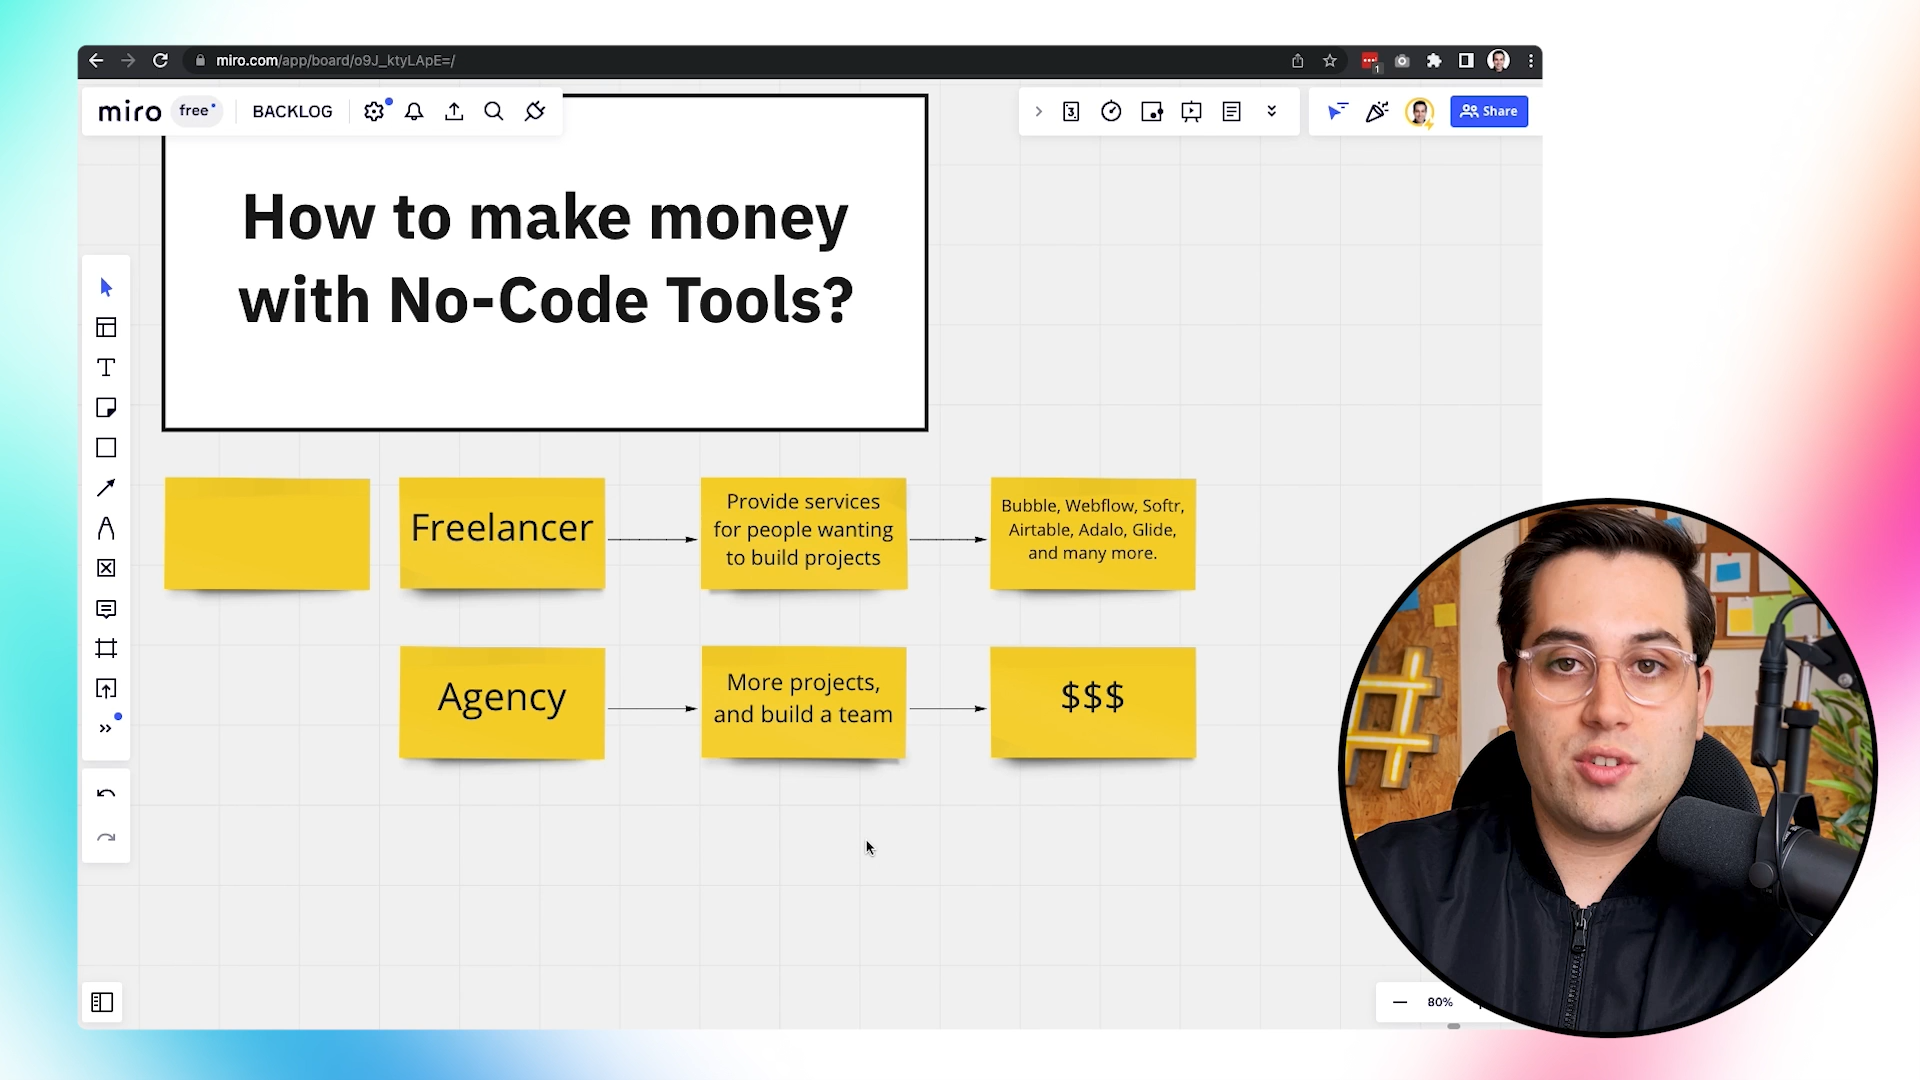 miro.com/app/board/o9J_ktyLApE=/
1
miro free BACKLOG
3
Share
How to make money
with No-Code Tools?
Freelancer
Provide services
for people wanting
to build projects
Bubble, Webflow, Softr,
Airtable, Adalo, Glide,
and many more.
Agency
More projects,
and build a team
$$$
80%